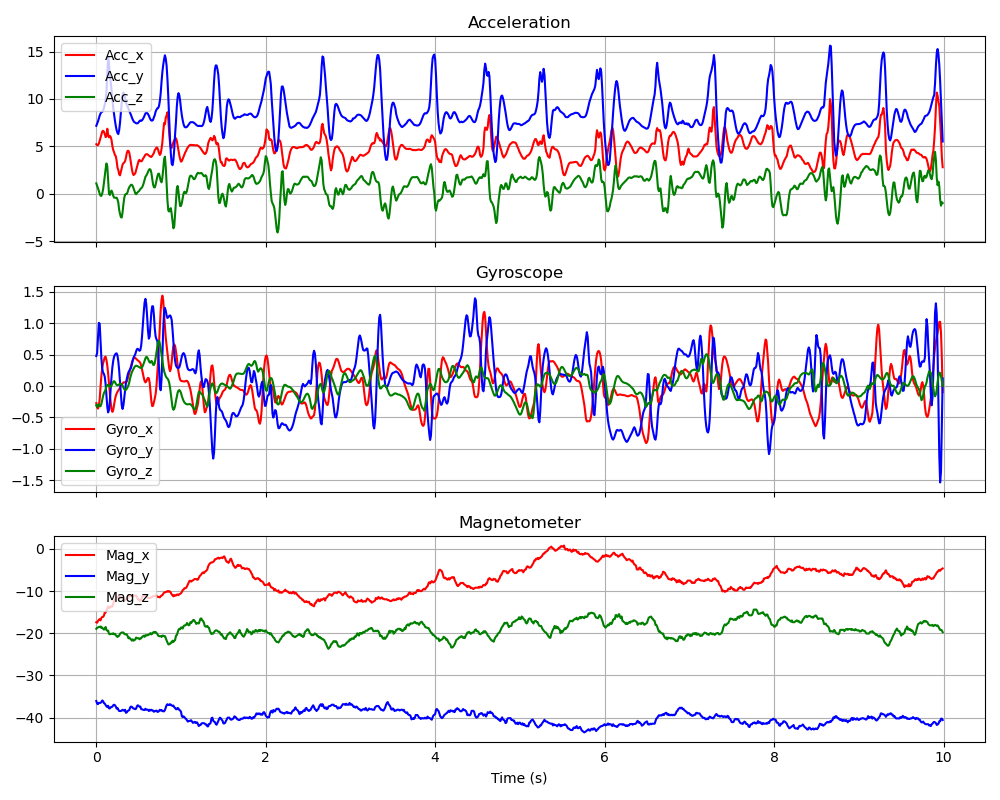 Acceleration
15
10
5
0
−5
Acc_x
Acc_y
Acc_z
Gyroscope
1.5
1.0
0.5
0.0
−0.5
−1.0
−1.5
Gyro_x
Gyro_y
Gyro_z
Magnetometer
0
−10
−20
−30
−40
Mag_x
Mag_y
Mag_z
0 2 4 6 8 10
Time (s)